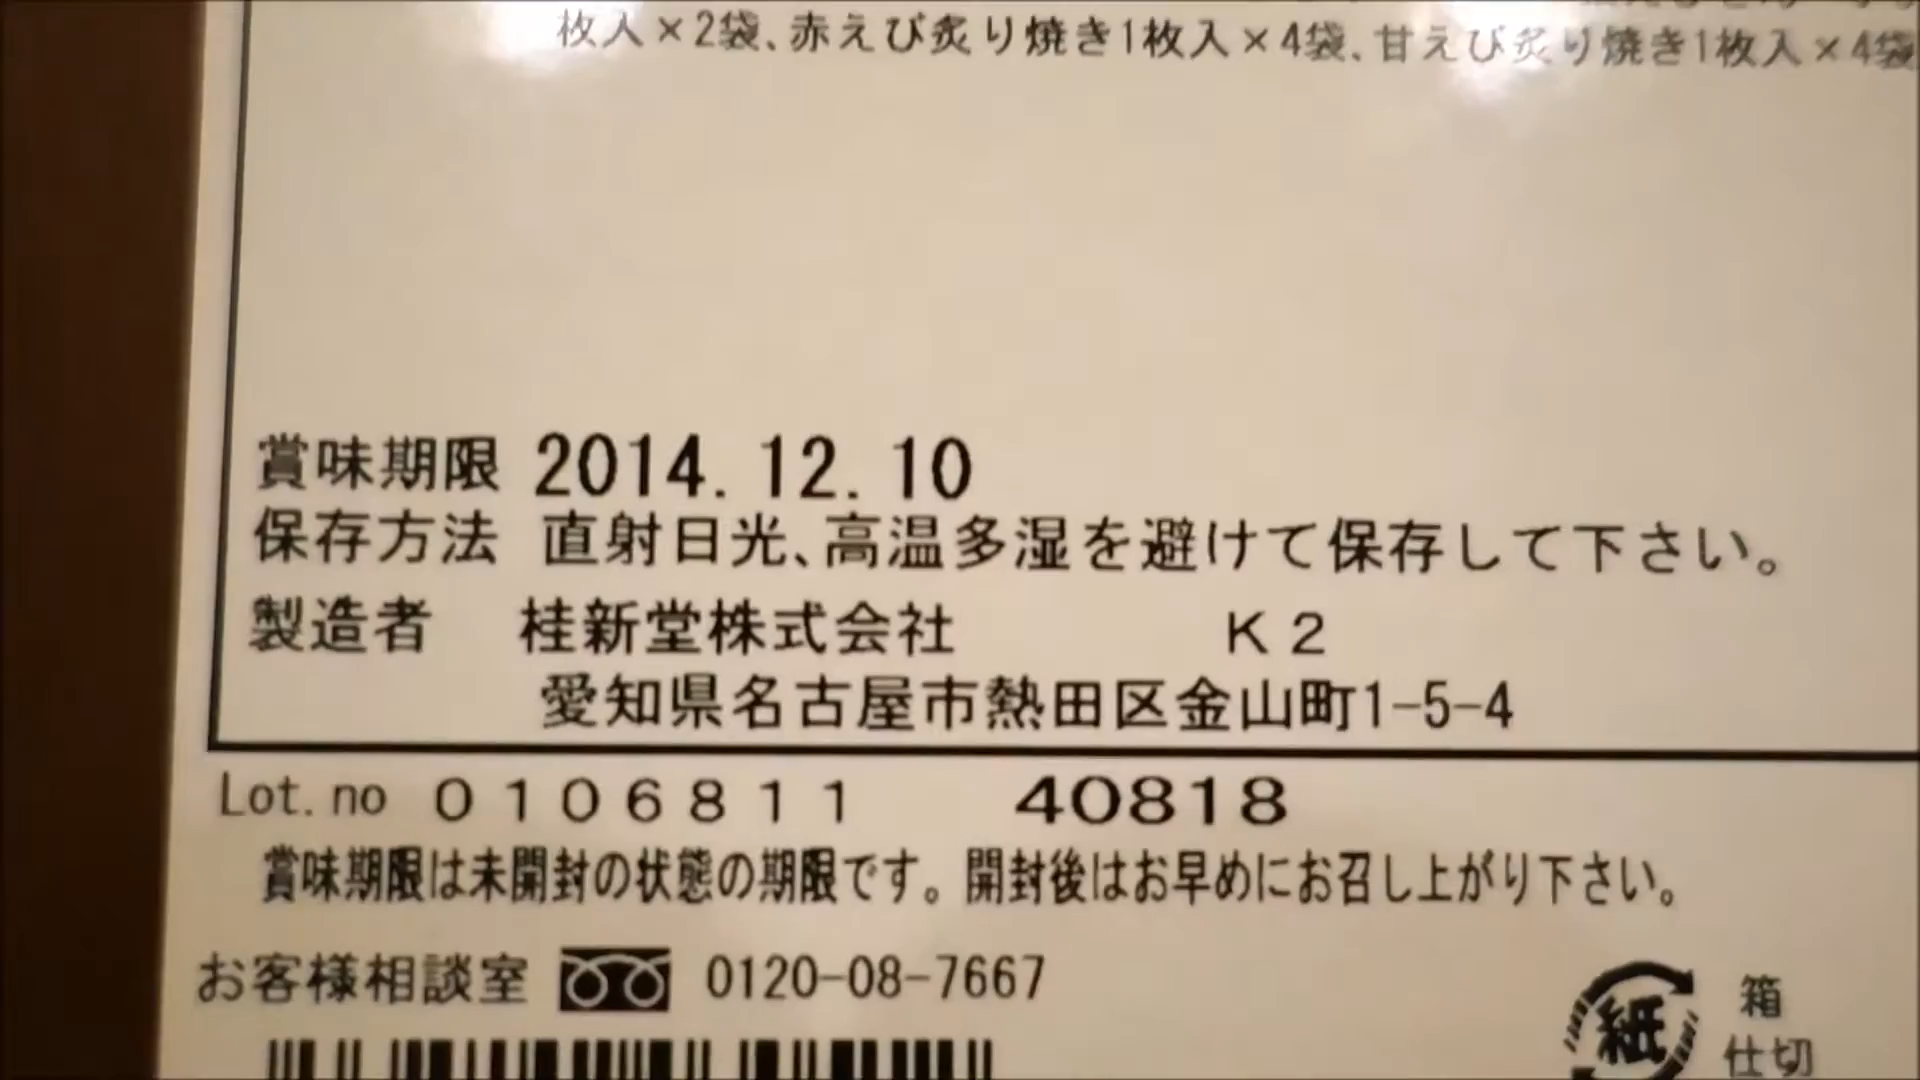 枚入×2袋、赤えび炙り焼き1枚入×4袋、甘えび炙り焼き1枚入×4袋
賞味期限 2014.12.10
保存方法 直射日光、高温多湿を避けて保存して下さい。
製造者 桂新堂株式会社 K2
愛知県名古屋市熱田区金山町1-5-4
Lot.no 0106811 40818
賞味期限は未開封の状態の期限です。開封後はお早めにお召し上がり下さい。
お客様相談室 0120-08-7667
紙 箱
仕切